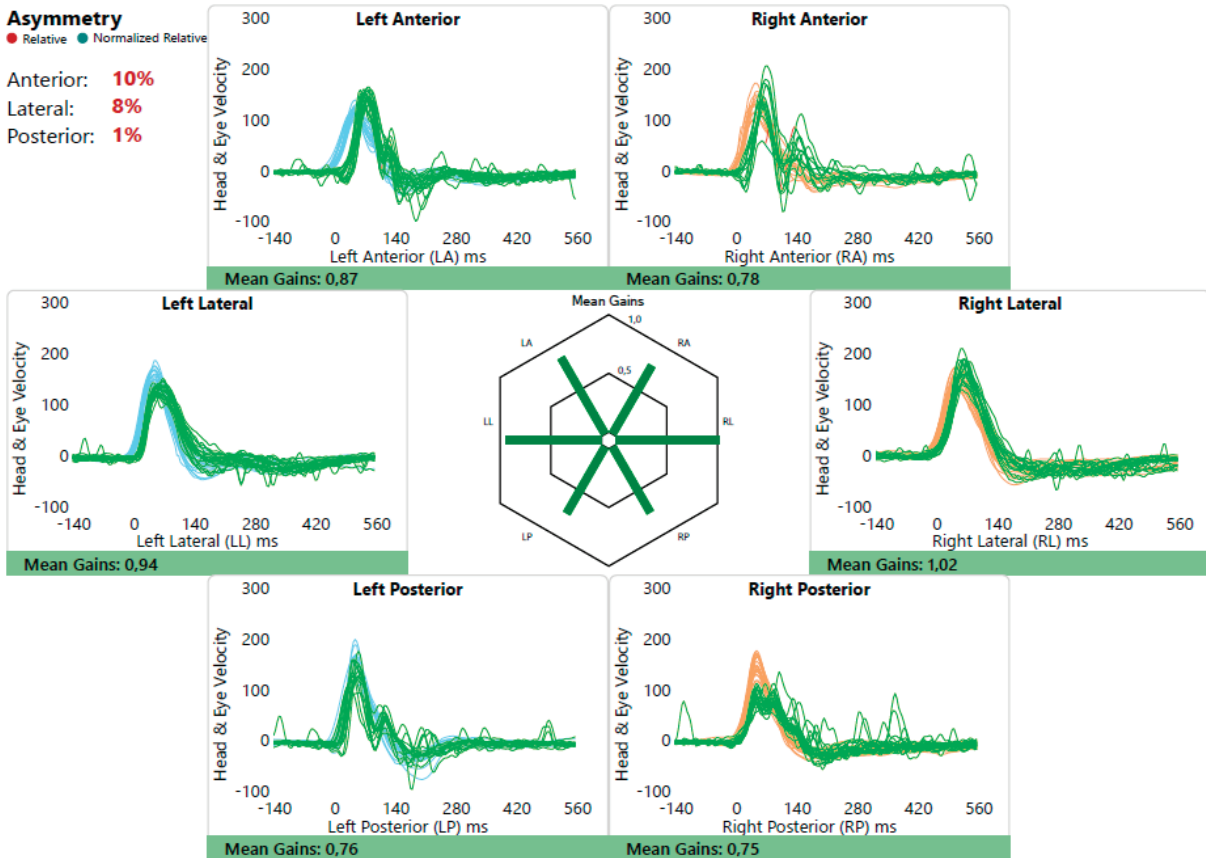 Asymmetry
Relative Normalized Relative
Anterior: 10%
Lateral: 8%
Posterior: 1%
Left Anterior
Head & Eye Velocity
300
200
100
0
-100
-140 0 140 280 420 560
Left Anterior (LA) ms
Mean Gains: 0,87
Right Anterior
Head & Eye Velocity
300
200
100
0
-100
-140 0 140 280 420 560
Right Anterior (RA) ms
Mean Gains: 0,78
Left Lateral
Head & Eye Velocity
300
200
100
0
-100
-140 0 140 280 420 560
Left Lateral (LL) ms
Mean Gains: 0,94
Mean Gains
1,0
LA RA
0,5
LL RL
LP RP
Right Lateral
Head & Eye Velocity
300
200
100
0
-100
-140 0 140 280 420 560
Right Lateral (RL) ms
Mean Gains: 1,02
Left Posterior
Head & Eye Velocity
300
200
100
0
-100
-140 0 140 280 420 560
Left Posterior (LP) ms
Mean Gains: 0,76
Right Posterior
Head & Eye Velocity
300
200
100
0
-100
-140 0 140 280 420 560
Right Posterior (RP) ms
Mean Gains: 0,75